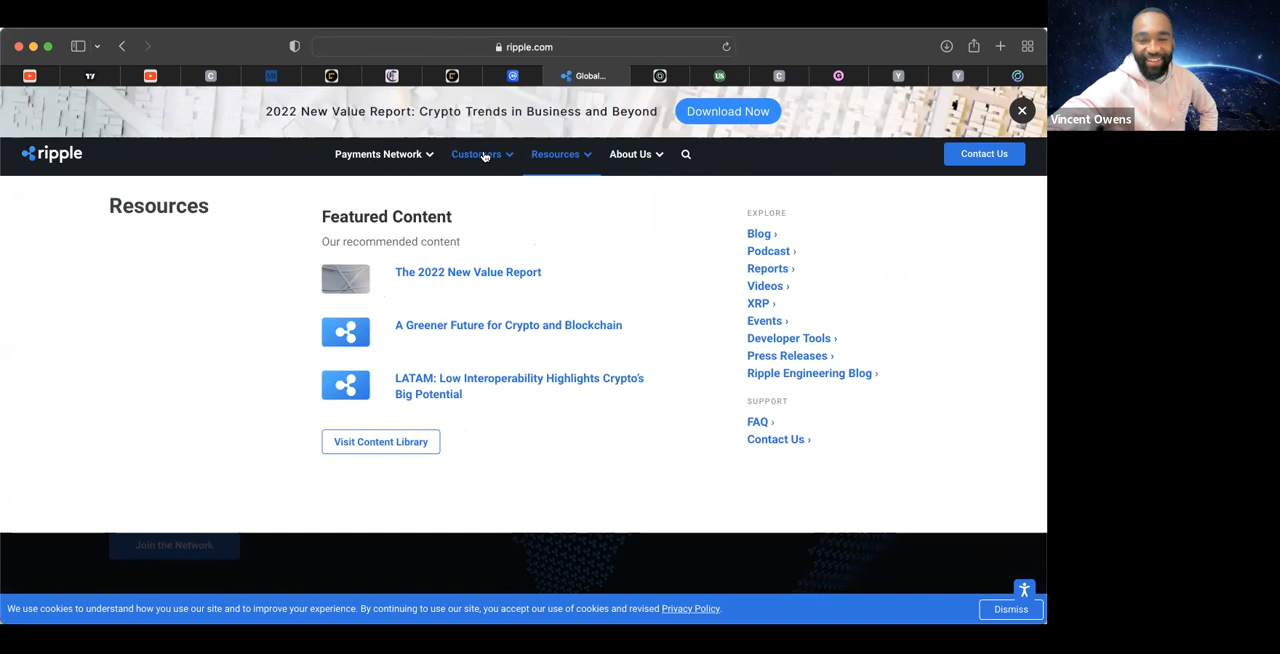 ripple.com
Global...
2022 New Value Report: Crypto Trends in Business and Beyond
Download Now
ripple
Payments Network
Customers
Resources
About Us
Contact Us
Vincent Owens
Resources
Featured Content
Our recommended content
The 2022 New Value Report
A Greener Future for Crypto and Blockchain
LATAM: Low Interoperability Highlights Crypto's
Big Potential
Visit Content Library
EXPLORE
Blog ›
Podcast ›
Reports ›
Videos ›
XRP ›
Events ›
Developer Tools ›
Press Releases ›
Ripple Engineering Blog ›
SUPPORT
FAQ ›
Contact Us ›
Join the Network
We use cookies to understand how you use our site and to improve your experience. By continuing to use our site, you accept our use of cookies and revised Privacy Policy.
Dismiss